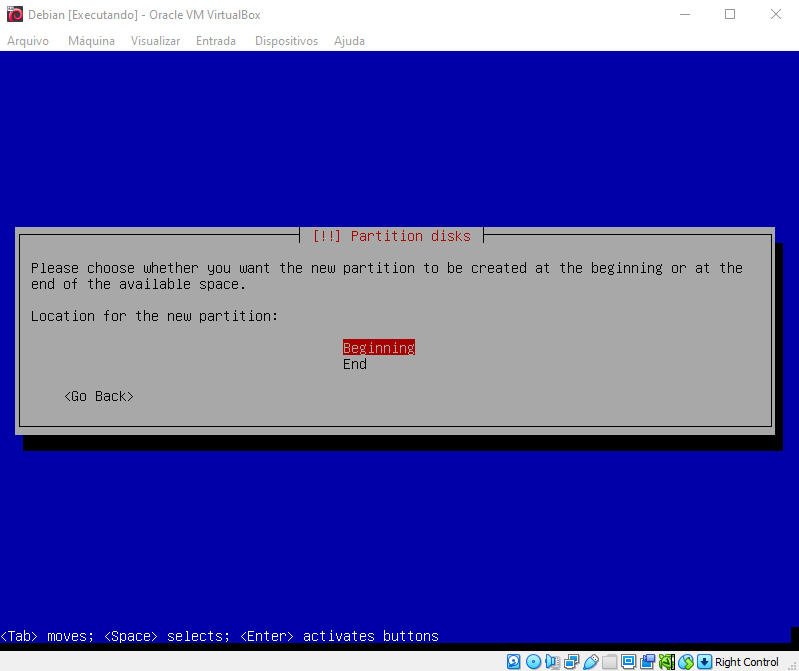 Debian [Executando] - Oracle VM VirtualBox
Arquivo Máquina Visualizar Entrada Dispositivos Ajuda
[!!] Partition disks
Please choose whether you want the new partition to be created at the beginning or at the
end of the available space.
Location for the new partition:
Beginning
End
<Go Back>
<Tab> moves; <Space> selects; <Enter> activates buttons
Right Control